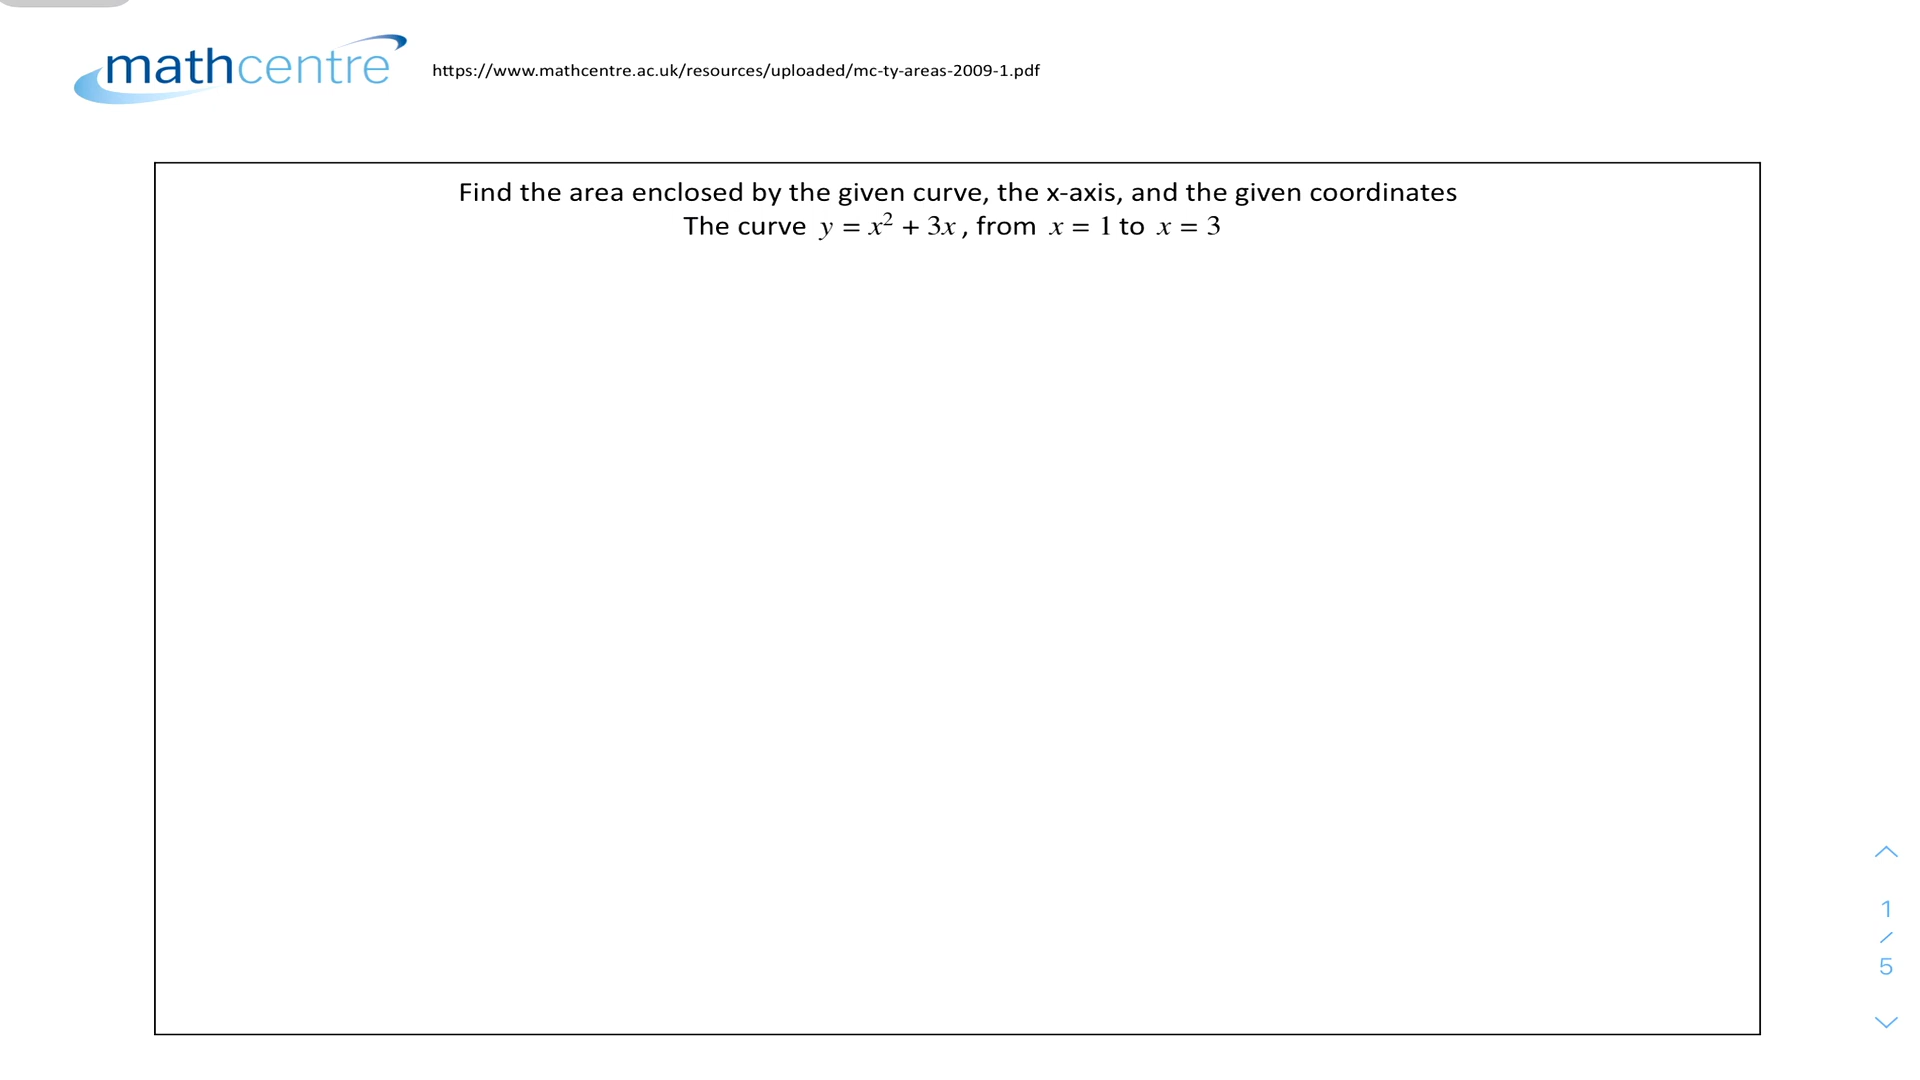 mathcentre
https://www.mathcentre.ac.uk/resources/uploaded/mc-ty-areas-2009-1.pdf
Find the area enclosed by the given curve, the x-axis, and the given coordinates
The curve y = x² + 3x, from x = 1 to x = 3
1
/
5